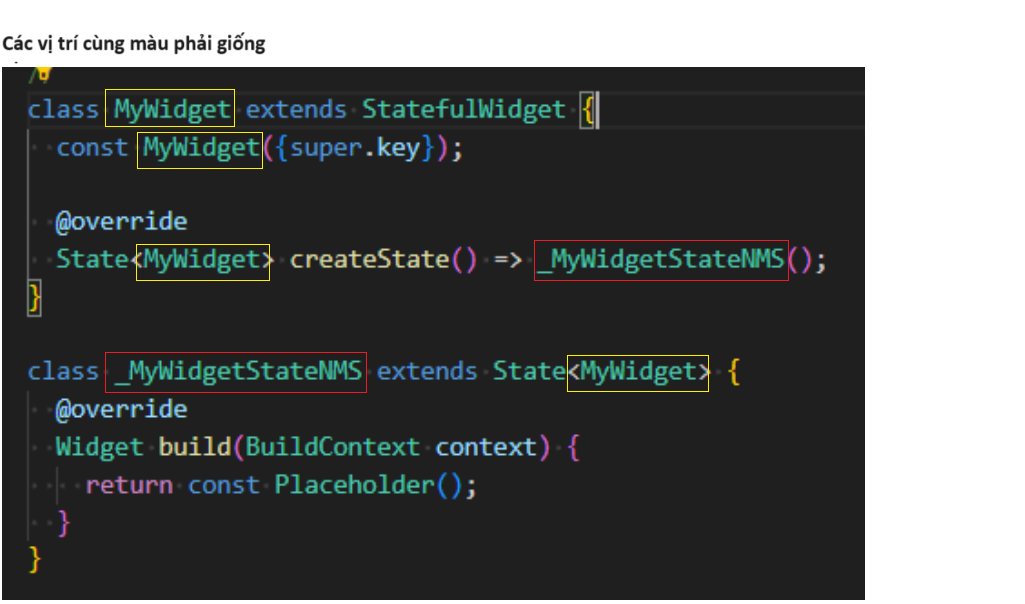 Các vị trí cùng màu phải giống
class MyWidget extends StatefulWidget {
const MyWidget({super.key});
@override
State<MyWidget> createState() => _MyWidgetStateNMS();
}
class _MyWidgetStateNMS extends State<MyWidget> {
@override
Widget build(BuildContext context) {
return const Placeholder();
}
}